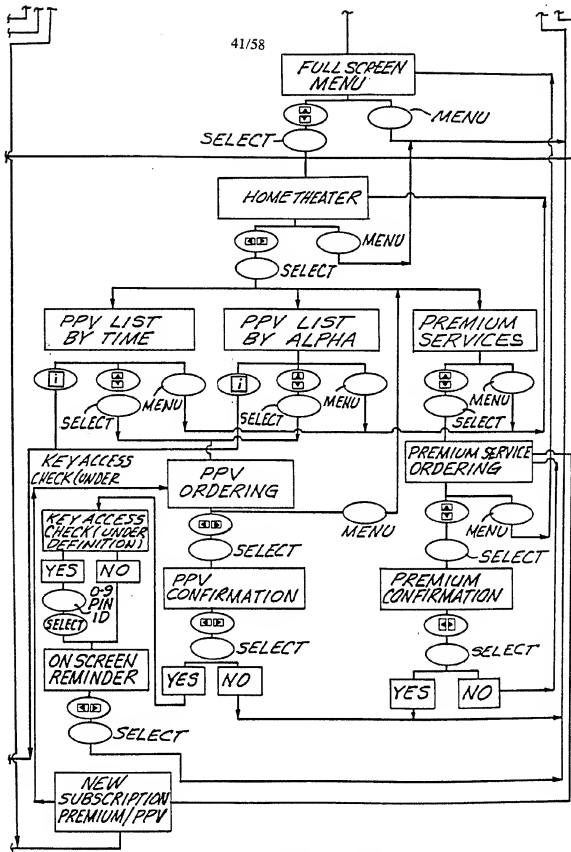 41/58
FULL SCREEN
MENU
MENU
SELECT
HOME THEATER
MENU
SELECT
PPV LIST
BY TIME
PPV LIST
BY ALPHA
PREMIUM
SERVICES
i
SELECT
MENU
i
SELECT
MENU
MENU
SELECT
KEY ACCESS
CHECK (UNDER
PPV
ORDERING
PREMIUM SERVICE
ORDERING
MENU
SELECT
MENU
SELECT
KEY ACCESS
CHECK (UNDER
DEFINITION)
YES
NO
0-9
PIN
ID
SELECT
PPV
CONFIRMATION
SELECT
PREMIUM
CONFIRMATION
SELECT
ON SCREEN
REMINDER
SELECT
YES
NO
YES
NO
NEW
SUBSCRIPTION
PREMIUM/PPV